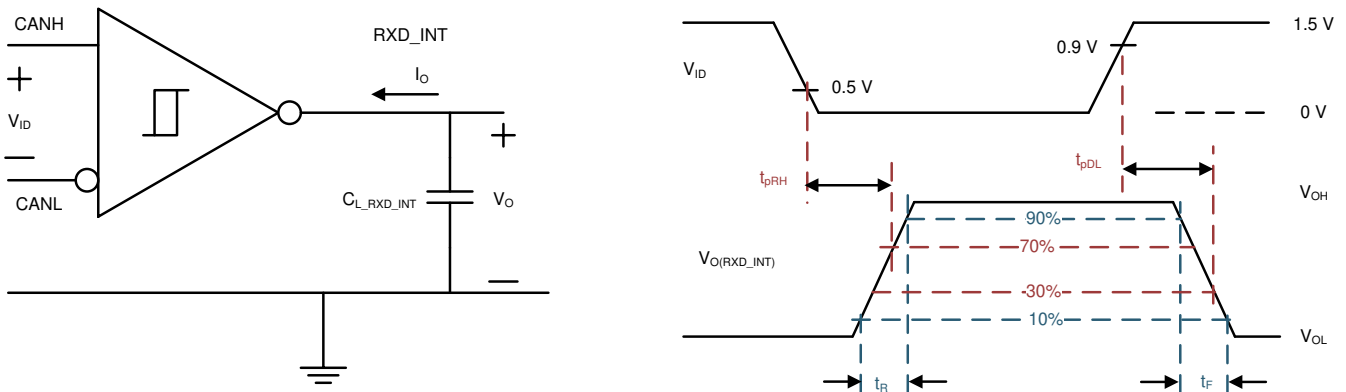 CANH
RXD_INT
I_O
+
V_ID
−
CANL
+
C_L_RXD_INT
V_O
−
1.5 V
0.9 V
V_ID
0.5 V
0 V
t_pRH
t_pDL
V_OH
90%
70%
V_O(RXD_INT)
30%
10%
V_OL
t_R
t_F